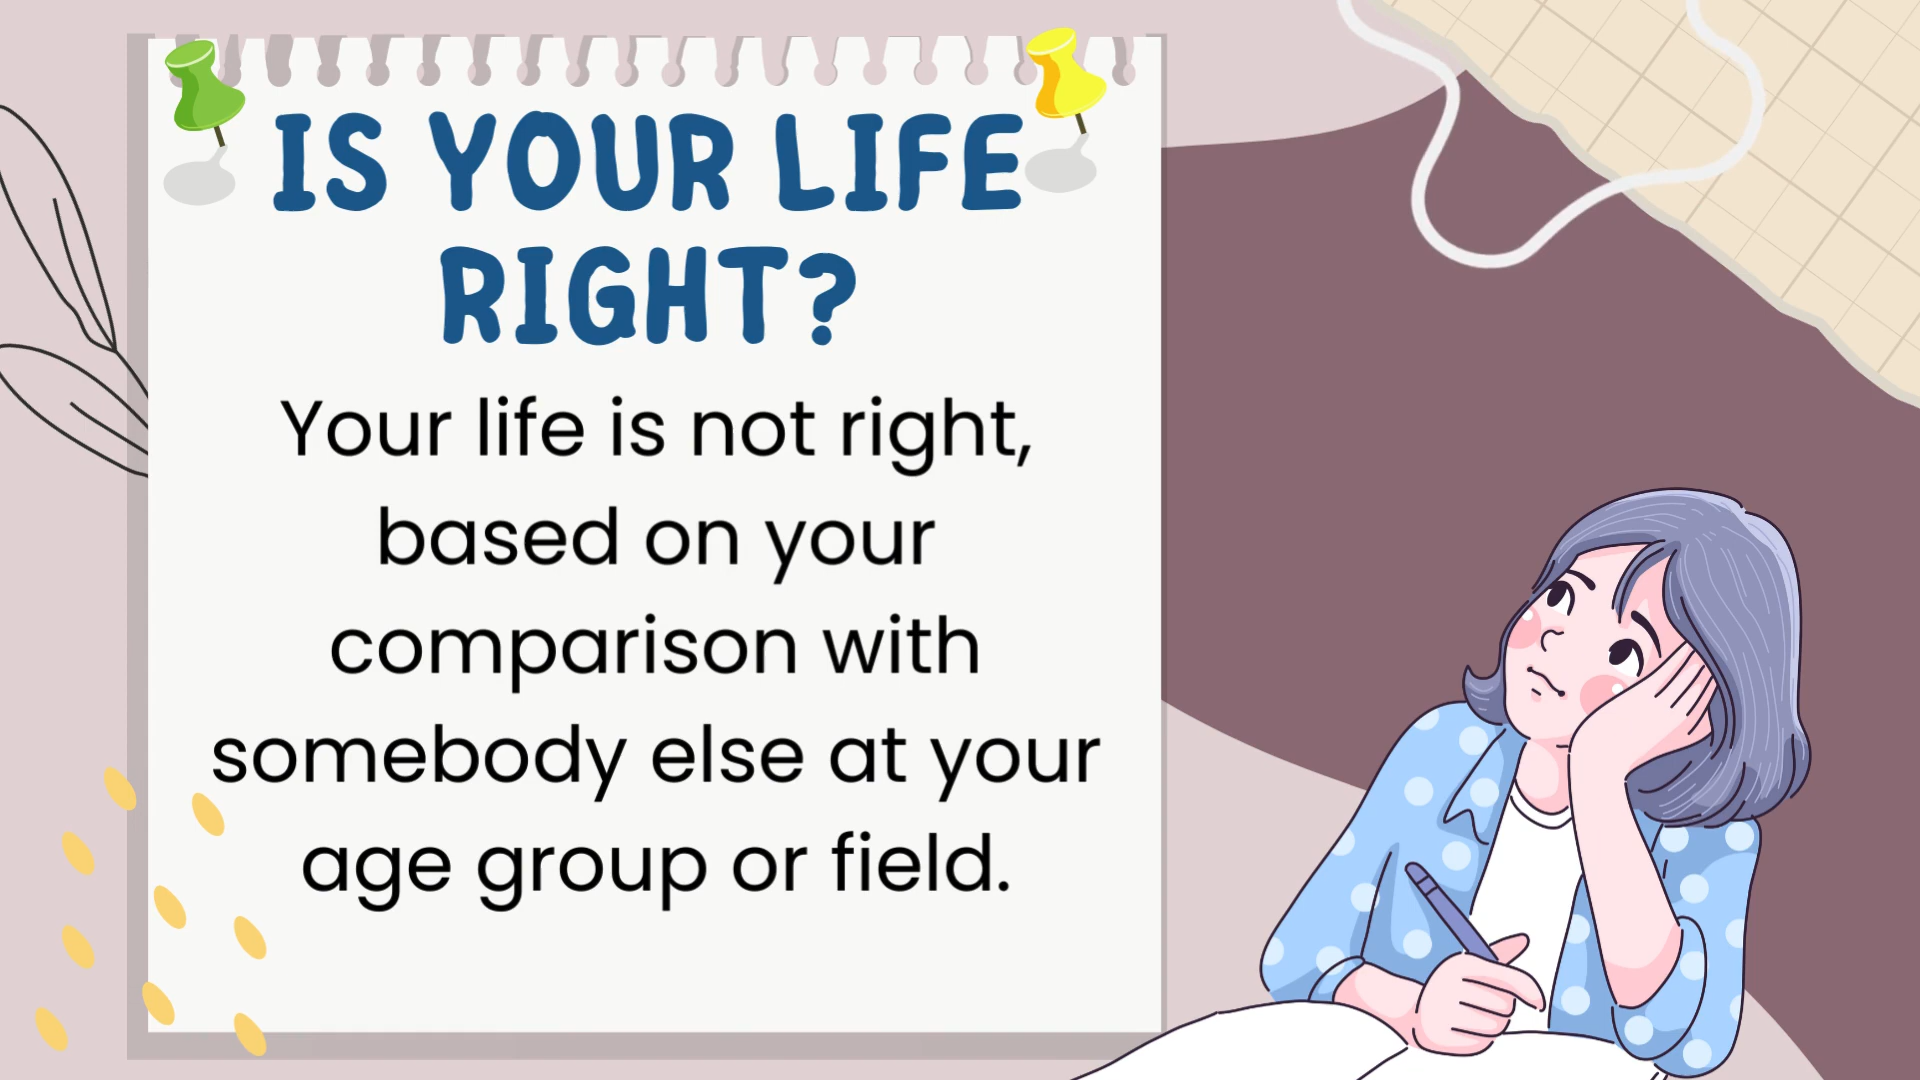 IS YOUR LIFE
RIGHT?
Your life is not right,
based on your
comparison with
somebody else at your
age group or field.